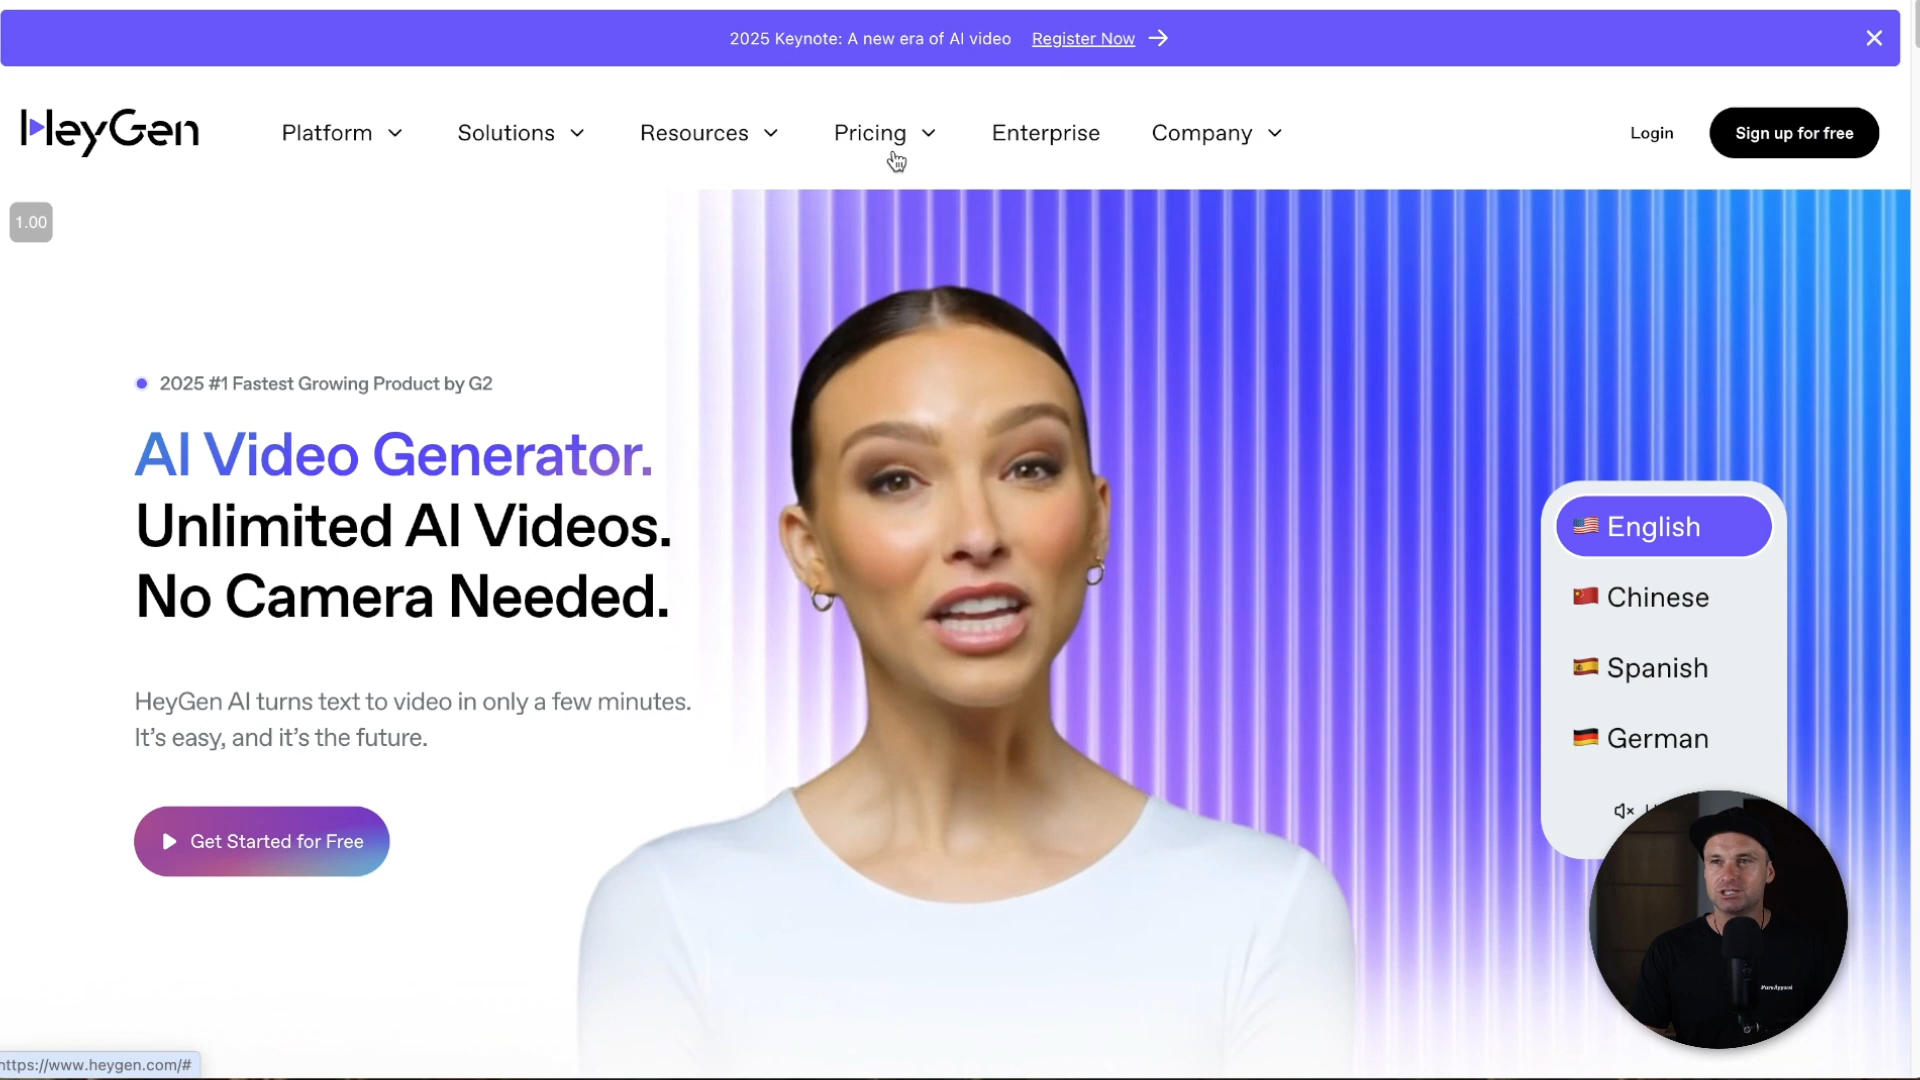 2025 Keynote: A new era of AI video Register Now →
HeyGen
Platform
Solutions
Resources
Pricing
Enterprise
Company
Login
Sign up for free
1.00
2025 #1 Fastest Growing Product by G2
AI Video Generator.
Unlimited AI Videos.
No Camera Needed.
HeyGen AI turns text to video in only a few minutes.
It's easy, and it's the future.
Get Started for Free
English
Chinese
Spanish
German
https://www.heygen.com/#